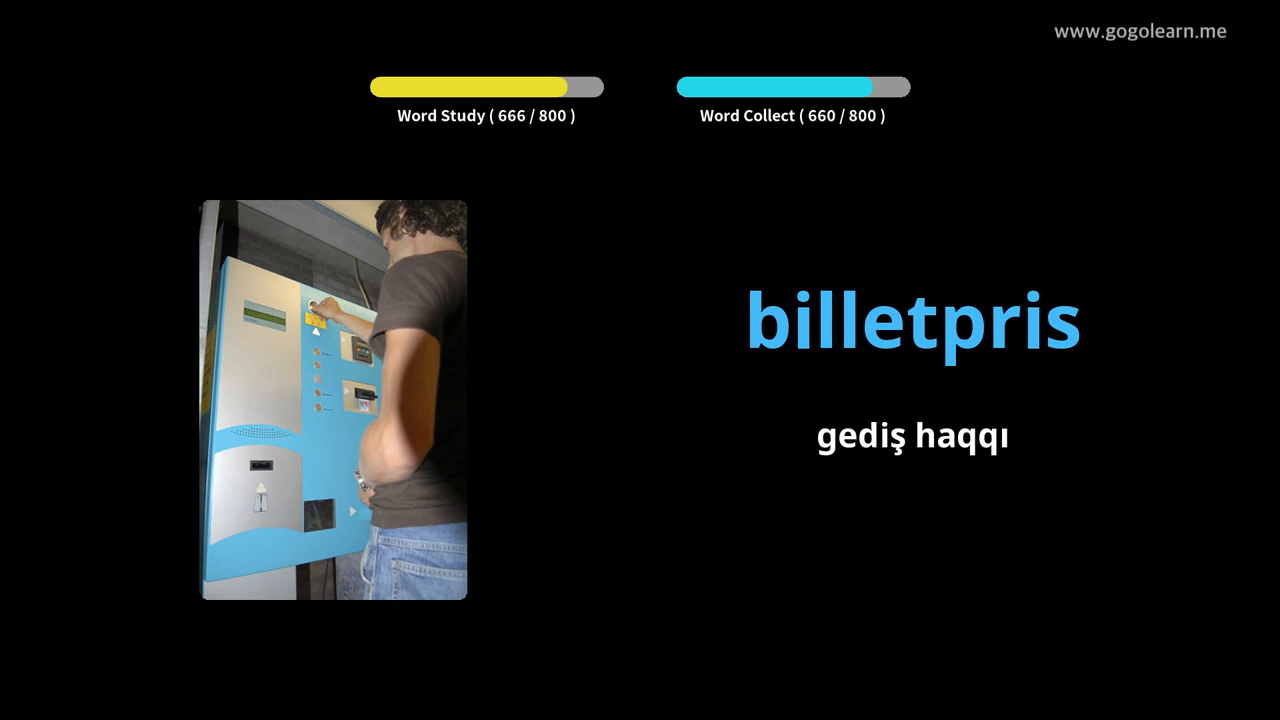 www.gogolearn.me
Word Study ( 666 / 800 )
Word Collect ( 660 / 800 )
billetpris
gediş haqqı